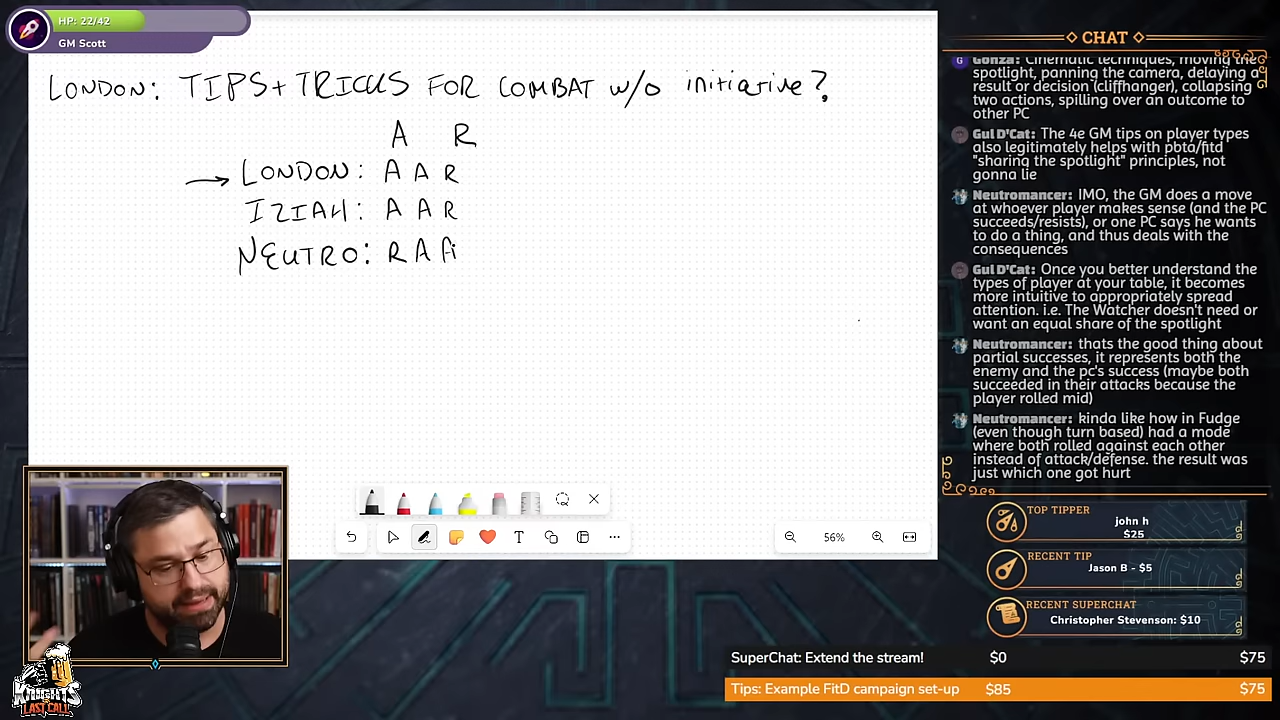 HP: 22/42
GM Scott
LONDON: TIPS + TRICKS FOR COMBAT w/o initiative?
A R
LONDON: A A R
IZIAH: A A R
NEUTRO: R A
56%
CHAT
Gonza: Cinematic techniques, moving the
spotlight, panning the camera, delaying a
result or decision (cliffhanger), collapsing
two actions, spilling over an outcome to
other PC
Gul D'Cat: The 4e GM tips on player types
also legitimately helps with pbta/fitd
"sharing the spotlight" principles, not
gonna lie
Neutromancer: IMO, the GM does a move
at whoever player makes sense (and the PC
succeeds/resists), or one PC says he wants
to do a thing, and thus deals with the
consequences
Gul D'Cat: Once you better understand the
types of player at your table, it becomes
more intuitive to appropriately spread
attention. i.e. The Watcher doesn't need or
want an equal share of the spotlight
Neutromancer: thats the good thing about
partial successes, it represents both the
enemy and the pc's success (maybe both
succeeded in their attacks because the
player rolled mid)
Neutromancer: kinda like how in Fudge
(even though turn based) had a mode
where both rolled against each other
instead of attack/defense. the result was
just which one got hurt
TOP TIPPER
john h
$25
RECENT TIP
Jason B - $5
RECENT SUPERCHAT
Christopher Stevenson: $10
SuperChat: Extend the stream! $0 $75
Tips: Example FitD campaign set-up $85 $75
KNIGHTS
LAST CALL